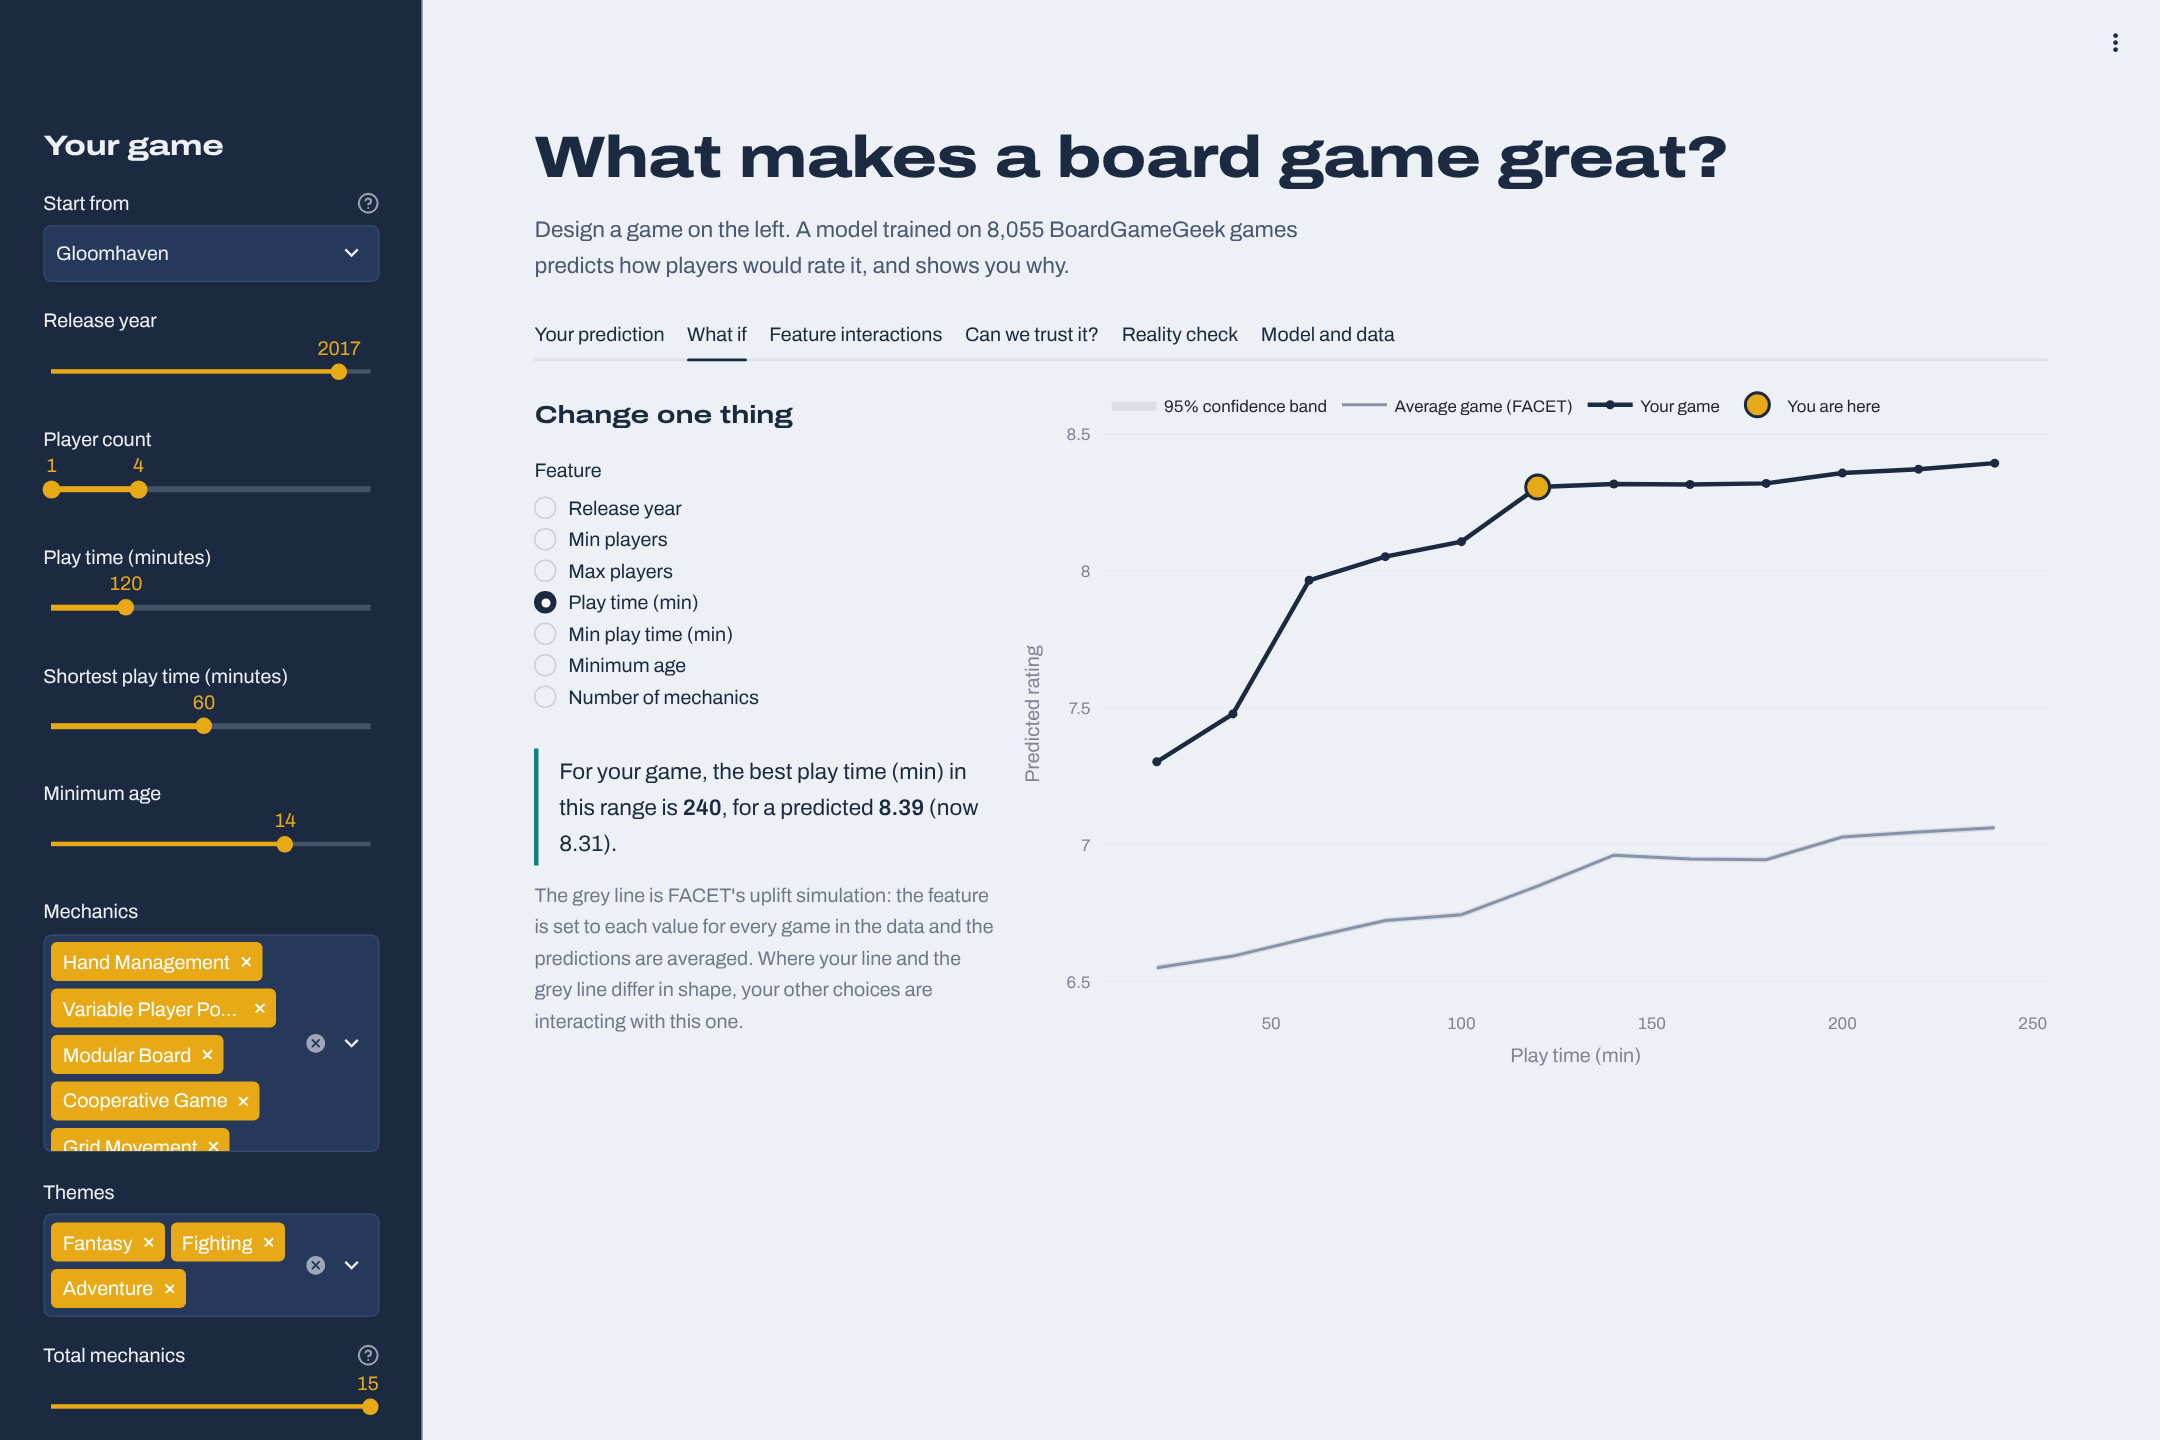 Your game
Start from
Gloomhaven
Release year
2017
Player count
1 4
Play time (minutes)
120
Shortest play time (minutes)
60
Minimum age
14
Mechanics
Hand Management
Variable Player Po...
Modular Board
Cooperative Game
Grid Movement
Themes
Fantasy Fighting
Adventure
Total mechanics
15
What makes a board game great?
Design a game on the left. A model trained on 8,055 BoardGameGeek games
predicts how players would rate it, and shows you why.
Your prediction What if Feature interactions Can we trust it? Reality check Model and data
Change one thing
Feature
Release year
Min players
Max players
Play time (min)
Min play time (min)
Minimum age
Number of mechanics
For your game, the best play time (min) in
this range is 240, for a predicted 8.39 (now
8.31).
The grey line is FACET's uplift simulation: the feature
is set to each value for every game in the data and the
predictions are averaged. Where your line and the
grey line differ in shape, your other choices are
interacting with this one.
95% confidence band Average game (FACET) Your game You are here
8.5
8
7.5
7
6.5
Predicted rating
50 100 150 200 250
Play time (min)